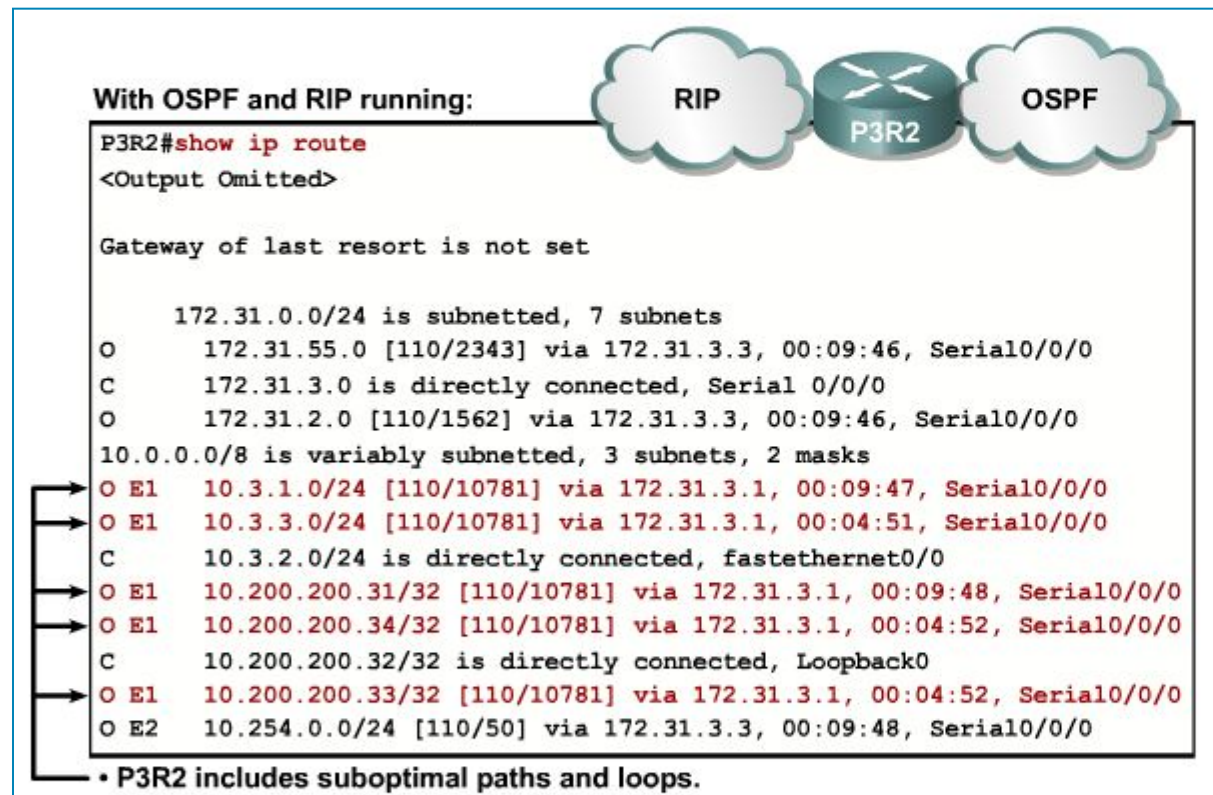 With OSPF and RIP running:
RIP
P3R2
OSPF
P3R2#show ip route
<Output Omitted>
Gateway of last resort is not set
172.31.0.0/24 is subnetted, 7 subnets
O 172.31.55.0 [110/2343] via 172.31.3.3, 00:09:46, Serial0/0/0
C 172.31.3.0 is directly connected, Serial 0/0/0
O 172.31.2.0 [110/1562] via 172.31.3.3, 00:09:46, Serial0/0/0
10.0.0.0/8 is variably subnetted, 3 subnets, 2 masks
O E1 10.3.1.0/24 [110/10781] via 172.31.3.1, 00:09:47, Serial0/0/0
O E1 10.3.3.0/24 [110/10781] via 172.31.3.1, 00:04:51, Serial0/0/0
C 10.3.2.0/24 is directly connected, fastethernet0/0
O E1 10.200.200.31/32 [110/10781] via 172.31.3.1, 00:09:48, Serial0/0/0
O E1 10.200.200.34/32 [110/10781] via 172.31.3.1, 00:04:52, Serial0/0/0
C 10.200.200.32/32 is directly connected, Loopback0
O E1 10.200.200.33/32 [110/10781] via 172.31.3.1, 00:04:52, Serial0/0/0
O E2 10.254.0.0/24 [110/50] via 172.31.3.3, 00:09:48, Serial0/0/0
• P3R2 includes suboptimal paths and loops.